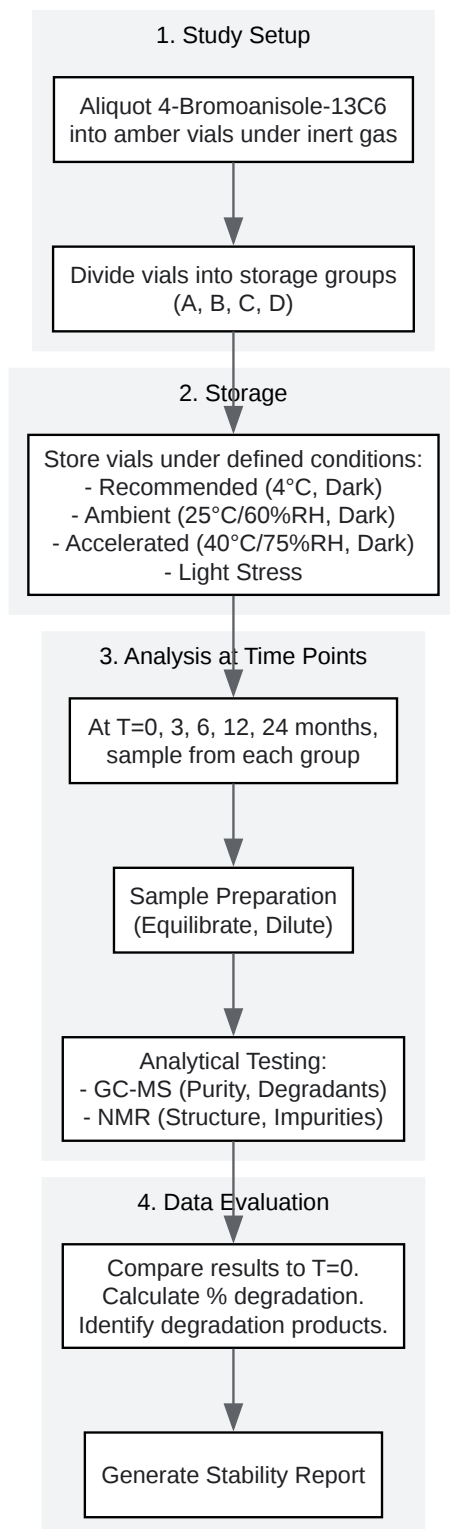 1. Study Setup
Aliquot 4-Bromoanisole-13C6
into amber vials under inert gas
Divide vials into storage groups
(A, B, C, D)
2. Storage
Store vials under defined conditions:
- Recommended (4°C, Dark)
- Ambient (25°C/60%RH, Dark)
- Accelerated (40°C/75%RH, Dark)
- Light Stress
3. Analysis at Time Points
At T=0, 3, 6, 12, 24 months,
sample from each group
Sample Preparation
(Equilibrate, Dilute)
Analytical Testing:
- GC-MS (Purity, Degradants)
- NMR (Structure, Impurities)
4. Data Evaluation
Compare results to T=0.
Calculate % degradation.
Identify degradation products.
Generate Stability Report